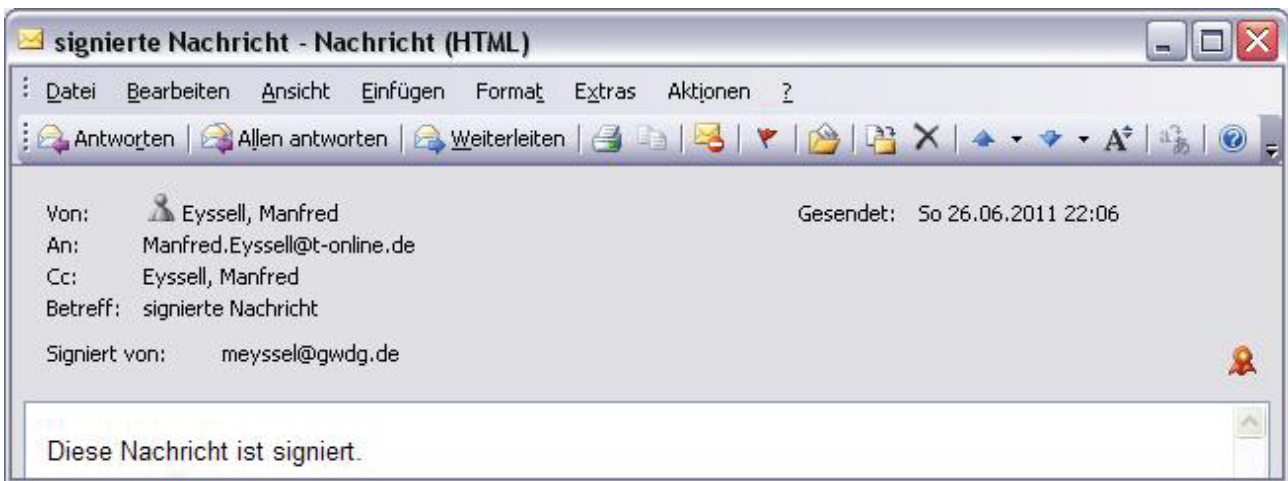 signierte Nachricht - Nachricht (HTML)
Datei Bearbeiten Ansicht Einfügen Format Extras Aktionen ?
Antworten Allen antworten Weiterleiten
Von: Eyssell, Manfred Gesendet: So 26.06.2011 22:06
An: Manfred.Eyssell@t-online.de
Cc: Eyssell, Manfred
Betreff: signierte Nachricht
Signiert von: meyssel@gwdg.de
Diese Nachricht ist signiert.